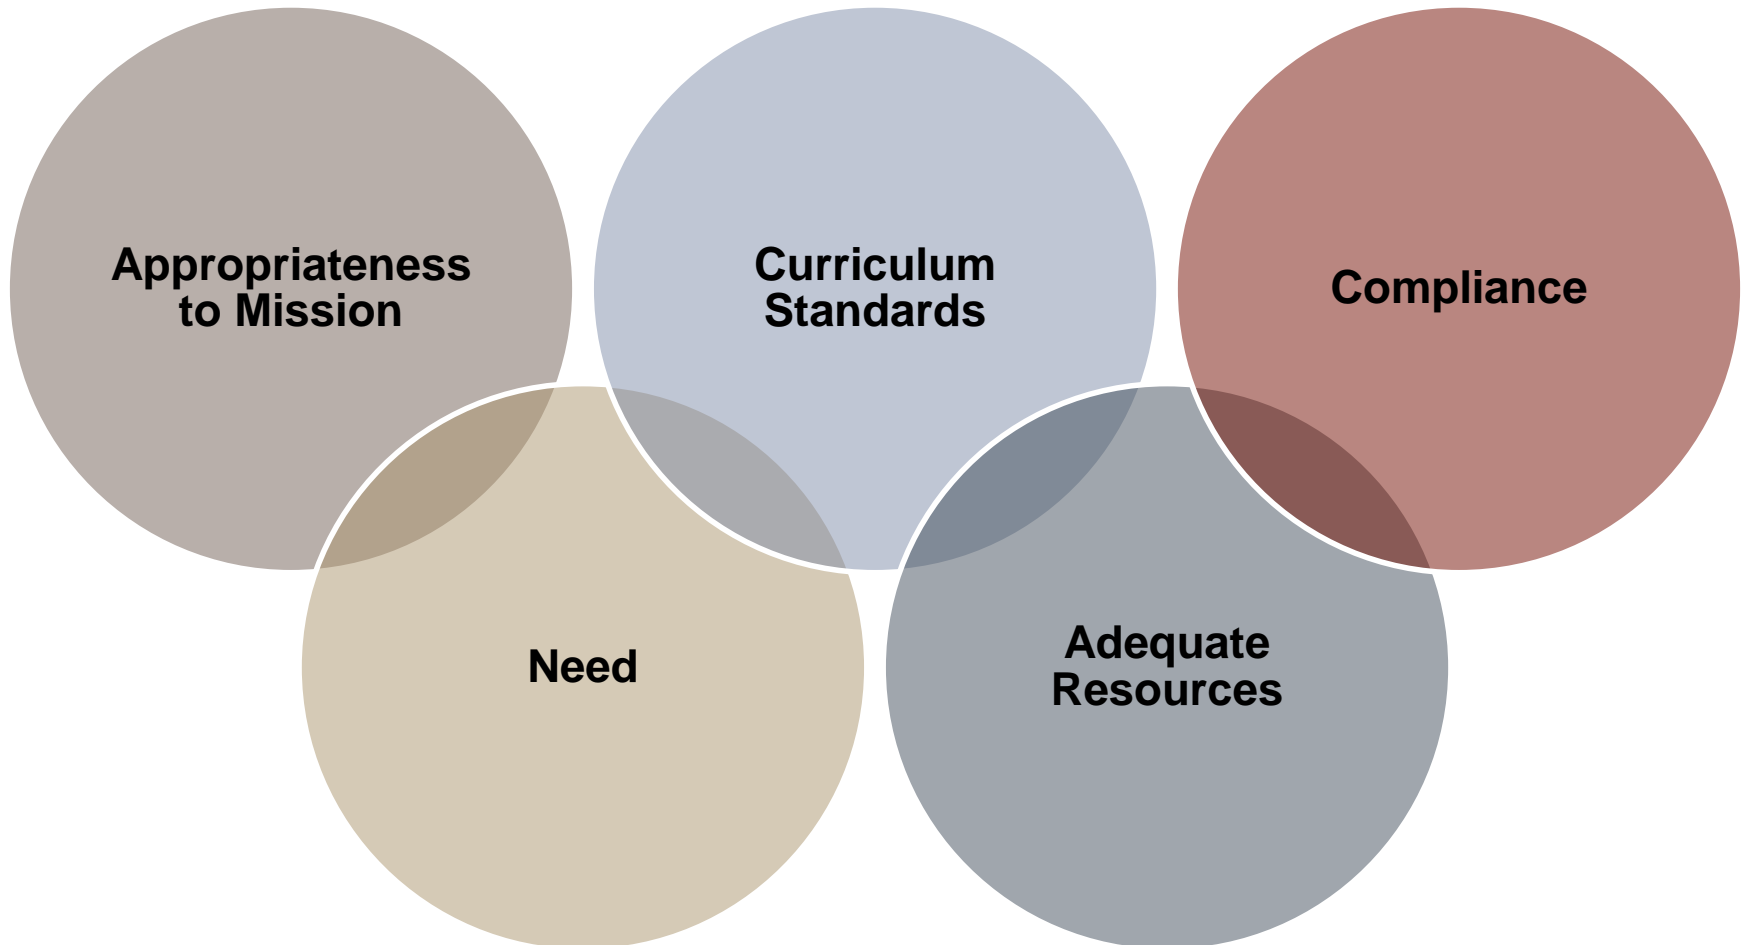 Appropriateness
to Mission
Curriculum
Standards
Compliance
Need
Adequate
Resources